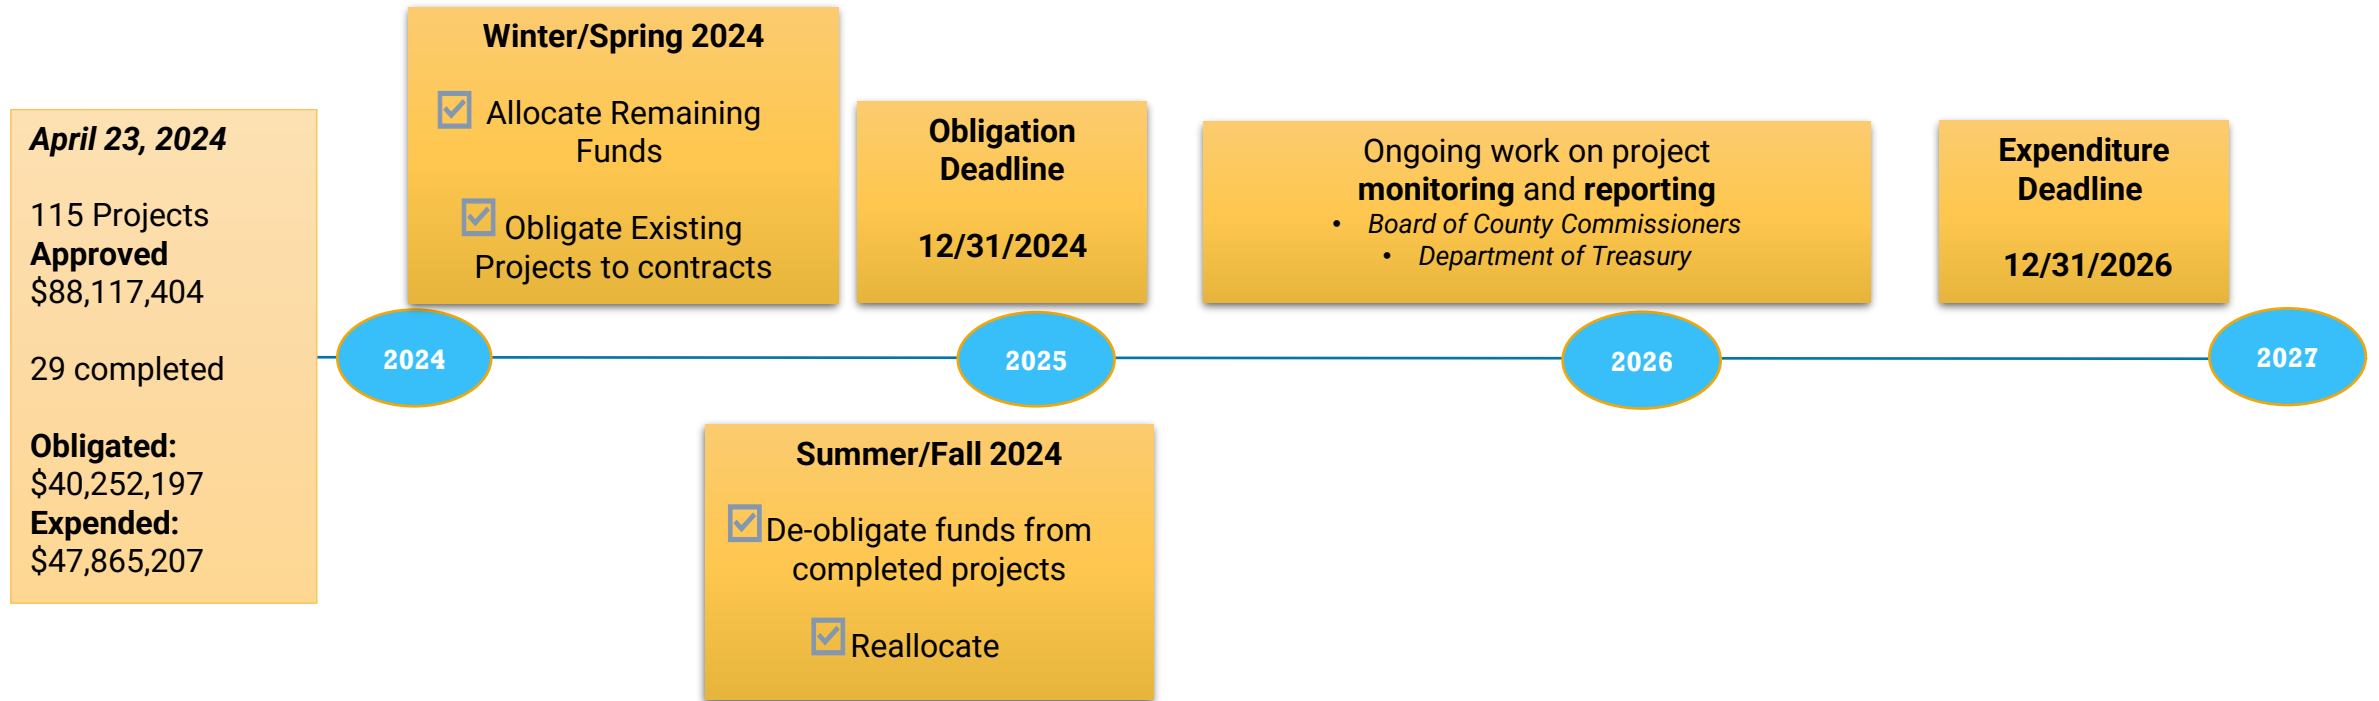 April 23, 2024
115 Projects
Approved
$88,117,404
29 completed
Obligated:
$40,252,197
Expended:
$47,865,207
Winter/Spring 2024
Allocate Remaining
Funds
Obligate Existing
Projects to contracts
Obligation
Deadline
12/31/2024
Ongoing work on project
monitoring and reporting
• Board of County Commissioners
• Department of Treasury
Expenditure
Deadline
12/31/2026
2024
2025
2026
2027
Summer/Fall 2024
De-obligate funds from
completed projects
Reallocate